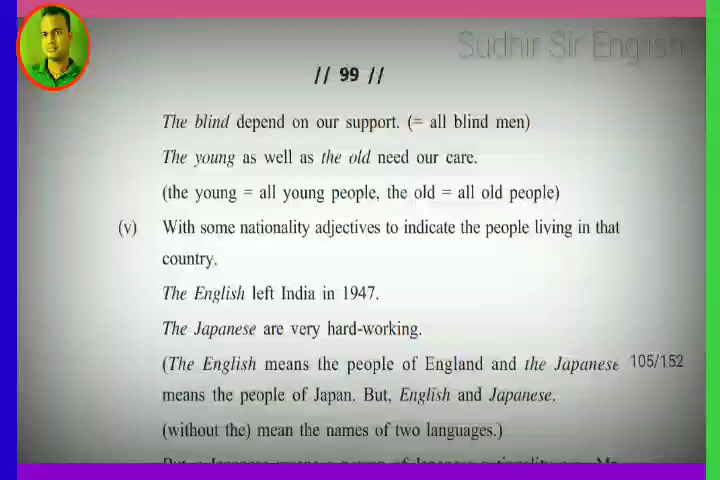 Sudhir Sir English
// 99 //
The blind depend on our support. (= all blind men)
The young as well as the old need our care.
(the young = all young people, the old = all old people)
(v) With some nationality adjectives to indicate the people living in that
country.
The English left India in 1947.
The Japanese are very hard-working.
(The English means the people of England and the Japanese
105/152
means the people of Japan. But, English and Japanese.
(without the) mean the names of two languages.)